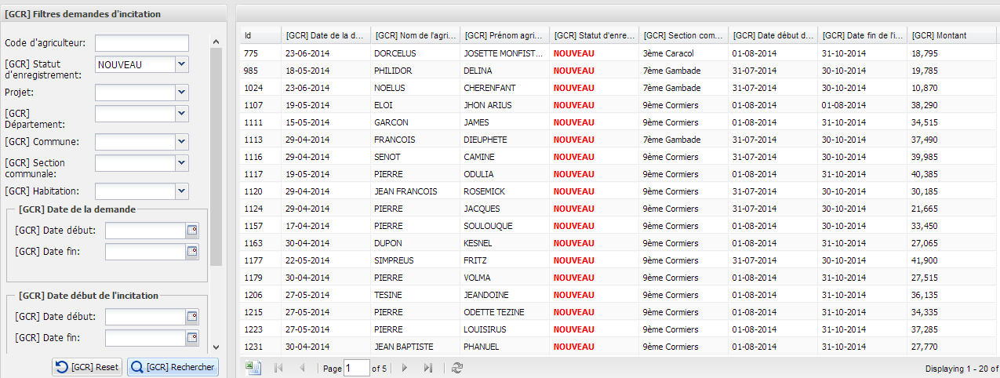 [GCR] Filtres demandes d'incitation
Code d'agriculteur:
[GCR] Statut
d'enregistrement:
NOUVEAU
Projet:
[GCR]
Département:
[GCR] Commune:
[GCR] Section
communale:
[GCR] Habitation:
[GCR] Date de la demande
[GCR] Date début:
[GCR] Date fin:
[GCR] Date début de l'incitation
[GCR] Date début:
[GCR] Date fin:
[GCR] Reset [GCR] Rechercher
Id [GCR] Date de la d... [GCR] Nom de l'agri... [GCR] Prénom agri... [GCR] Statut d'enre... [GCR] Section com... [GCR] Date début d... [GCR] Date fin de l'i... [GCR] Montant
775 23-06-2014 DORCELUS JOSETTE MONFIST... NOUVEAU 3ème Caracol 01-08-2014 31-10-2014 18,795
985 18-05-2014 PHILIDOR DELINA NOUVEAU 7ème Gambade 31-07-2014 30-10-2014 19,785
1024 23-06-2014 NOELUS CHERENFANT NOUVEAU 7ème Gambade 31-07-2014 30-10-2014 10,870
1107 19-05-2014 ELOI JHON ARIUS NOUVEAU 9ème Cormiers 01-08-2014 01-08-2014 38,290
1111 15-05-2014 GARCON JAMES NOUVEAU 9ème Cormiers 01-08-2014 31-10-2014 34,515
1113 29-04-2014 FRANCOIS DIEUPHETE NOUVEAU 7ème Gambade 31-07-2014 30-10-2014 37,490
1116 29-04-2014 SENOT CAMINE NOUVEAU 9ème Cormiers 31-07-2014 30-10-2014 39,985
1117 19-05-2014 PIERRE ODULIA NOUVEAU 9ème Cormiers 01-08-2014 31-10-2014 40,385
1120 29-04-2014 JEAN FRANCOIS ROSEMICK NOUVEAU 9ème Cormiers 31-07-2014 30-10-2014 30,185
1124 29-04-2014 PIERRE JACQUES NOUVEAU 9ème Cormiers 31-07-2014 30-10-2014 21,665
1157 17-04-2014 PIERRE SOULOUQUE NOUVEAU 9ème Cormiers 01-08-2014 30-10-2014 33,450
1163 30-04-2014 DUPON KESNEL NOUVEAU 9ème Cormiers 01-08-2014 31-10-2014 27,065
1177 22-05-2014 SIMPREUS FRITZ NOUVEAU 9ème Cormiers 31-07-2014 30-10-2014 41,900
1179 30-04-2014 PIERRE VOLMA NOUVEAU 9ème Cormiers 01-08-2014 31-10-2014 27,515
1206 27-05-2014 TESINE JEANDOINE NOUVEAU 9ème Cormiers 01-08-2014 31-10-2014 36,135
1215 27-05-2014 PIERRE ODETTE TEZINE NOUVEAU 9ème Cormiers 01-08-2014 31-10-2014 34,335
1223 27-05-2014 PIERRE LOUISIRUS NOUVEAU 9ème Cormiers 01-08-2014 31-10-2014 37,285
1231 30-04-2014 JEAN BAPTISTE PHANUEL NOUVEAU 9ème Cormiers 01-08-2014 31-10-2014 27,770
Page 1 of 5 Displaying 1 - 20 of